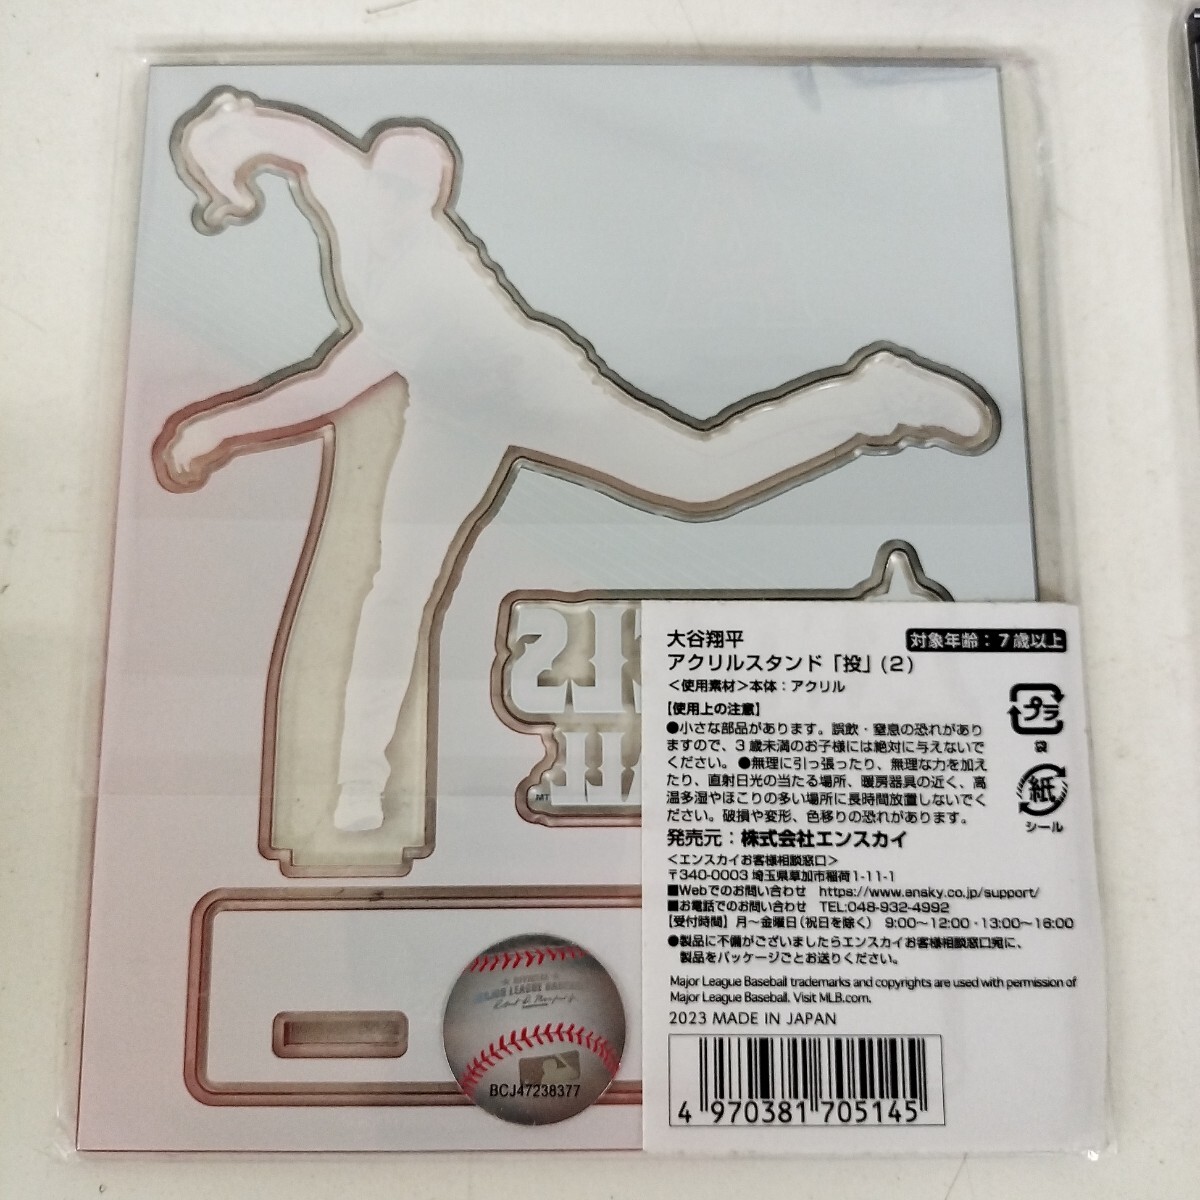 大谷翔平
対象年齢：7歳以上
アクリルスタンド「投」(2)
＜使用素材＞本体：アクリル
【使用上の注意】
●小さな部品があります。誤飲・窒息の恐れがあり
ますので、3歳未満のお子様には絶対に与えないで
ください。●無理に引っ張ったり、無理な力を加え
たり、直射日光の当たる場所、暖房器具の近く、高
温多湿やほこりの多い場所に長時間放置しないでく
ださい。破損や変形、色移りの恐れがあります。
プラ
袋
紙
シール
発売元：株式会社エンスカイ
＜エンスカイお客様相談窓口＞
〒340-0003 埼玉県草加市稲荷1-11-1
■Webでのお問い合わせ https://www.ensky.co.jp/support/
■お電話でのお問い合わせ TEL:048-932-4992
【受付時間】月～金曜日（祝日を除く） 9:00～12:00・13:00～16:00
●製品に不備がございましたらエンスカイお客様相談窓口宛に、
製品をパッケージごとお送りください。
Major League Baseball trademarks and copyrights are used with permission of
Major League Baseball. Visit MLB.com.
2023 MADE IN JAPAN
4 970381 705145
MAJOR LEAGUE BASEBALL
BCJ47238377